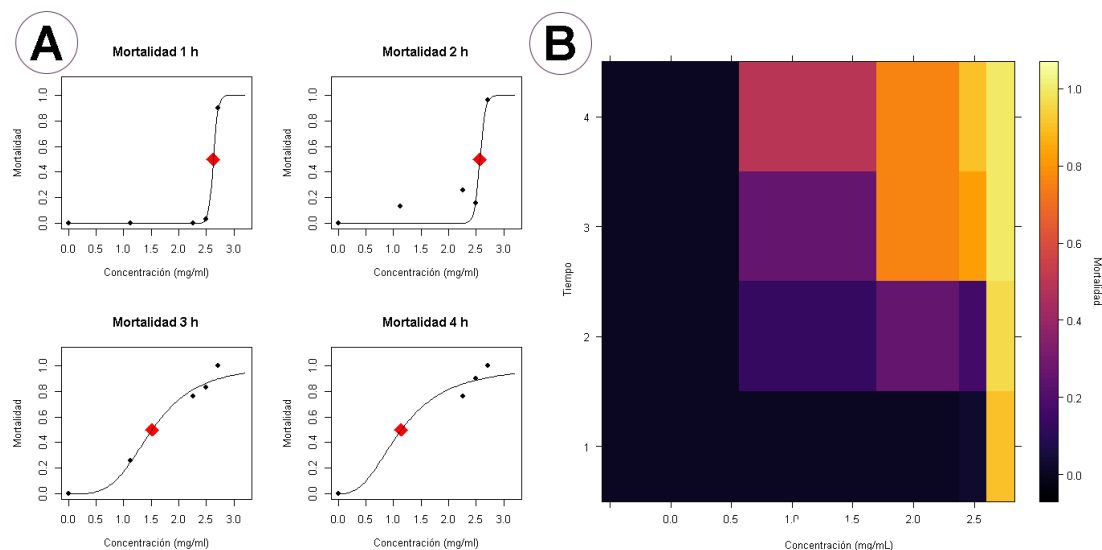 A
Mortalidad 1 h
Mortalidad
0.0 0.2 0.4 0.6 0.8 1.0
0.0 0.5 1.0 1.5 2.0 2.5 3.0
Concentración (mg/ml)
Mortalidad 2 h
Mortalidad
0.0 0.2 0.4 0.6 0.8 1.0
0.0 0.5 1.0 1.5 2.0 2.5 3.0
Concentración (mg/ml)
Mortalidad 3 h
Mortalidad
0.0 0.2 0.4 0.6 0.8 1.0
0.0 0.5 1.0 1.5 2.0 2.5 3.0
Concentración (mg/ml)
Mortalidad 4 h
Mortalidad
0.0 0.2 0.4 0.6 0.8 1.0
0.0 0.5 1.0 1.5 2.0 2.5 3.0
Concentración (mg/ml)
B
Tiempo
4
3
2
1
0.0 0.5 1.5 2.0 2.5
Concentración (mg/mL)
1.0
0.8
0.6
0.4
0.2
0.0
Mortalidad